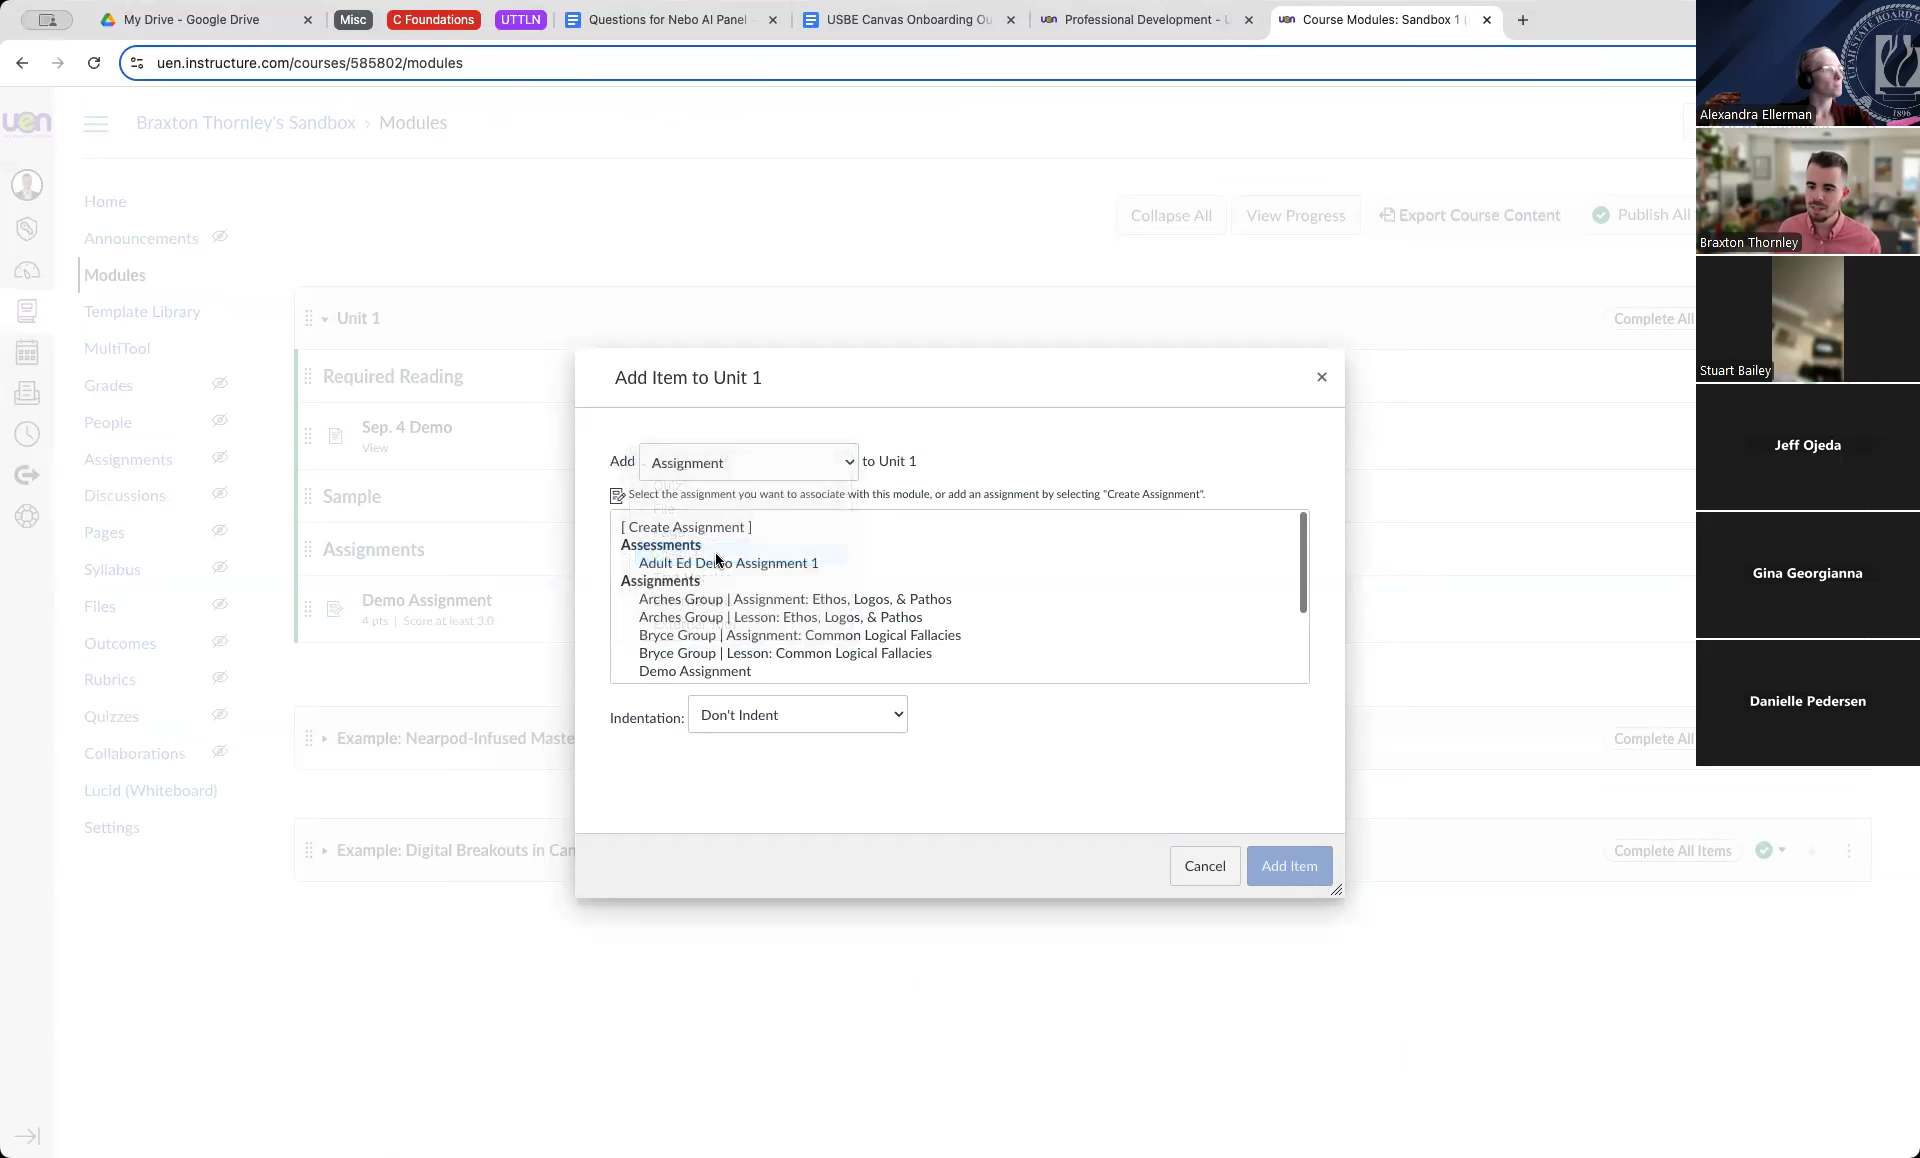 My Drive - Google Drive
Misc
C Foundations
UTTLN
Questions for Nebo AI Panel
USBE Canvas Onboarding Ou
Professional Development - U
Course Modules: Sandbox 1
uen.instructure.com/courses/585802/modules
uen
Braxton Thornley's Sandbox › Modules
Home
Announcements
Modules
Template Library
MultiTool
Grades
People
Assignments
Discussions
Pages
Syllabus
Files
Outcomes
Rubrics
Quizzes
Collaborations
Lucid (Whiteboard)
Settings
Collapse All
View Progress
Export Course Content
Publish All
Unit 1
Complete All
Required Reading
Sep. 4 Demo
View
Sample
Assignments
Demo Assignment
4 pts | Score at least 3.0
Example: Nearpod-Infused Maste
Complete All
Example: Digital Breakouts in Can
Complete All Items
Add Item to Unit 1
Add Assignment to Unit 1
Select the assignment you want to associate with this module, or add an assignment by selecting "Create Assignment".
[ Create Assignment ]
Assessments
Adult Ed Demo Assignment 1
Assignments
Arches Group | Assignment: Ethos, Logos, & Pathos
Arches Group | Lesson: Ethos, Logos, & Pathos
Bryce Group | Assignment: Common Logical Fallacies
Bryce Group | Lesson: Common Logical Fallacies
Demo Assignment
Indentation: Don't Indent
Cancel
Add Item
Alexandra Ellerman
Braxton Thornley
Stuart Bailey
Jeff Ojeda
Gina Georgianna
Danielle Pedersen